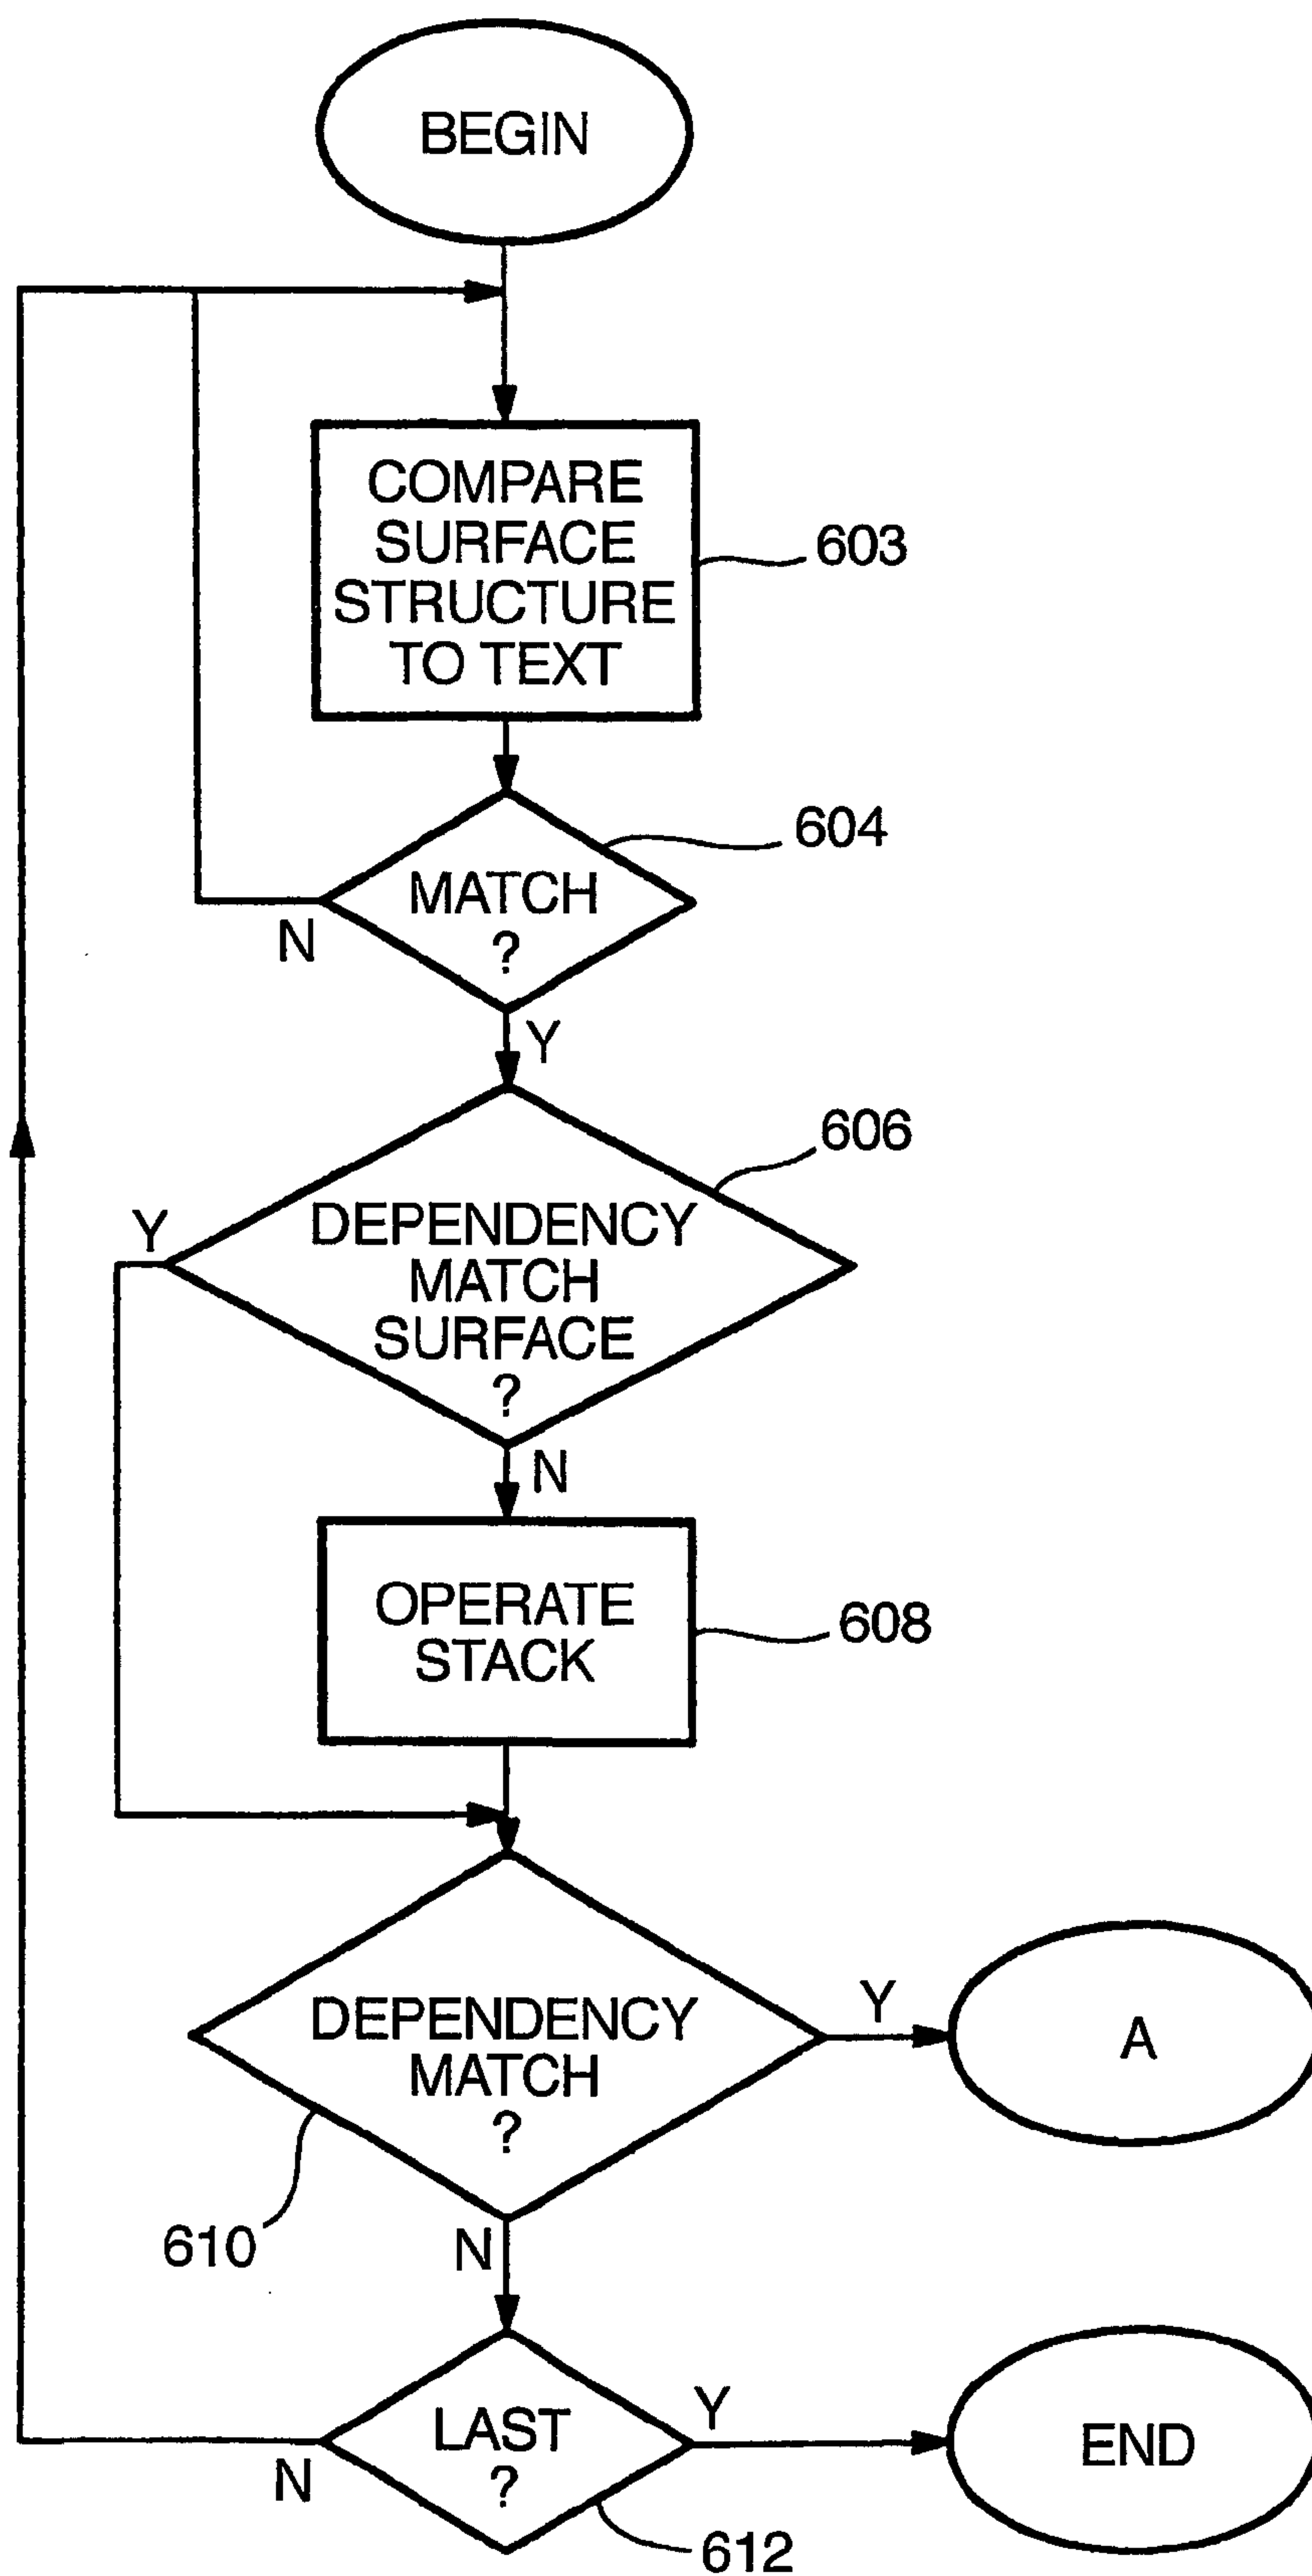 BEGIN
COMPARE
SURFACE
STRUCTURE
TO TEXT
603
604
MATCH
?
N
Y
606
Y
DEPENDENCY
MATCH
SURFACE
?
N
OPERATE
STACK
608
DEPENDENCY
MATCH
?
Y
A
610
N
LAST
?
Y
END
N
612